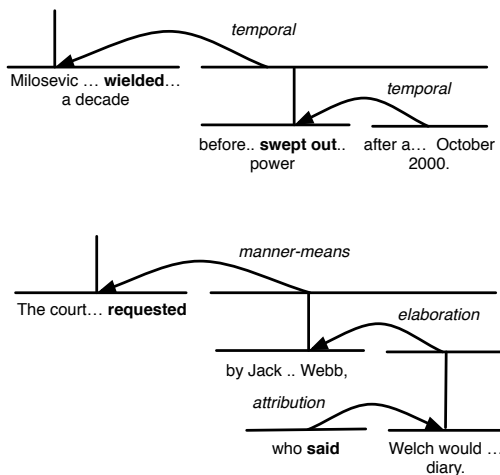 temporal
Milosevic … wielded…
a decade
temporal
before.. swept out..
power
after a… October
2000.
manner-means
The court… requested
elaboration
by Jack .. Webb,
attribution
who said
Welch would …
diary.